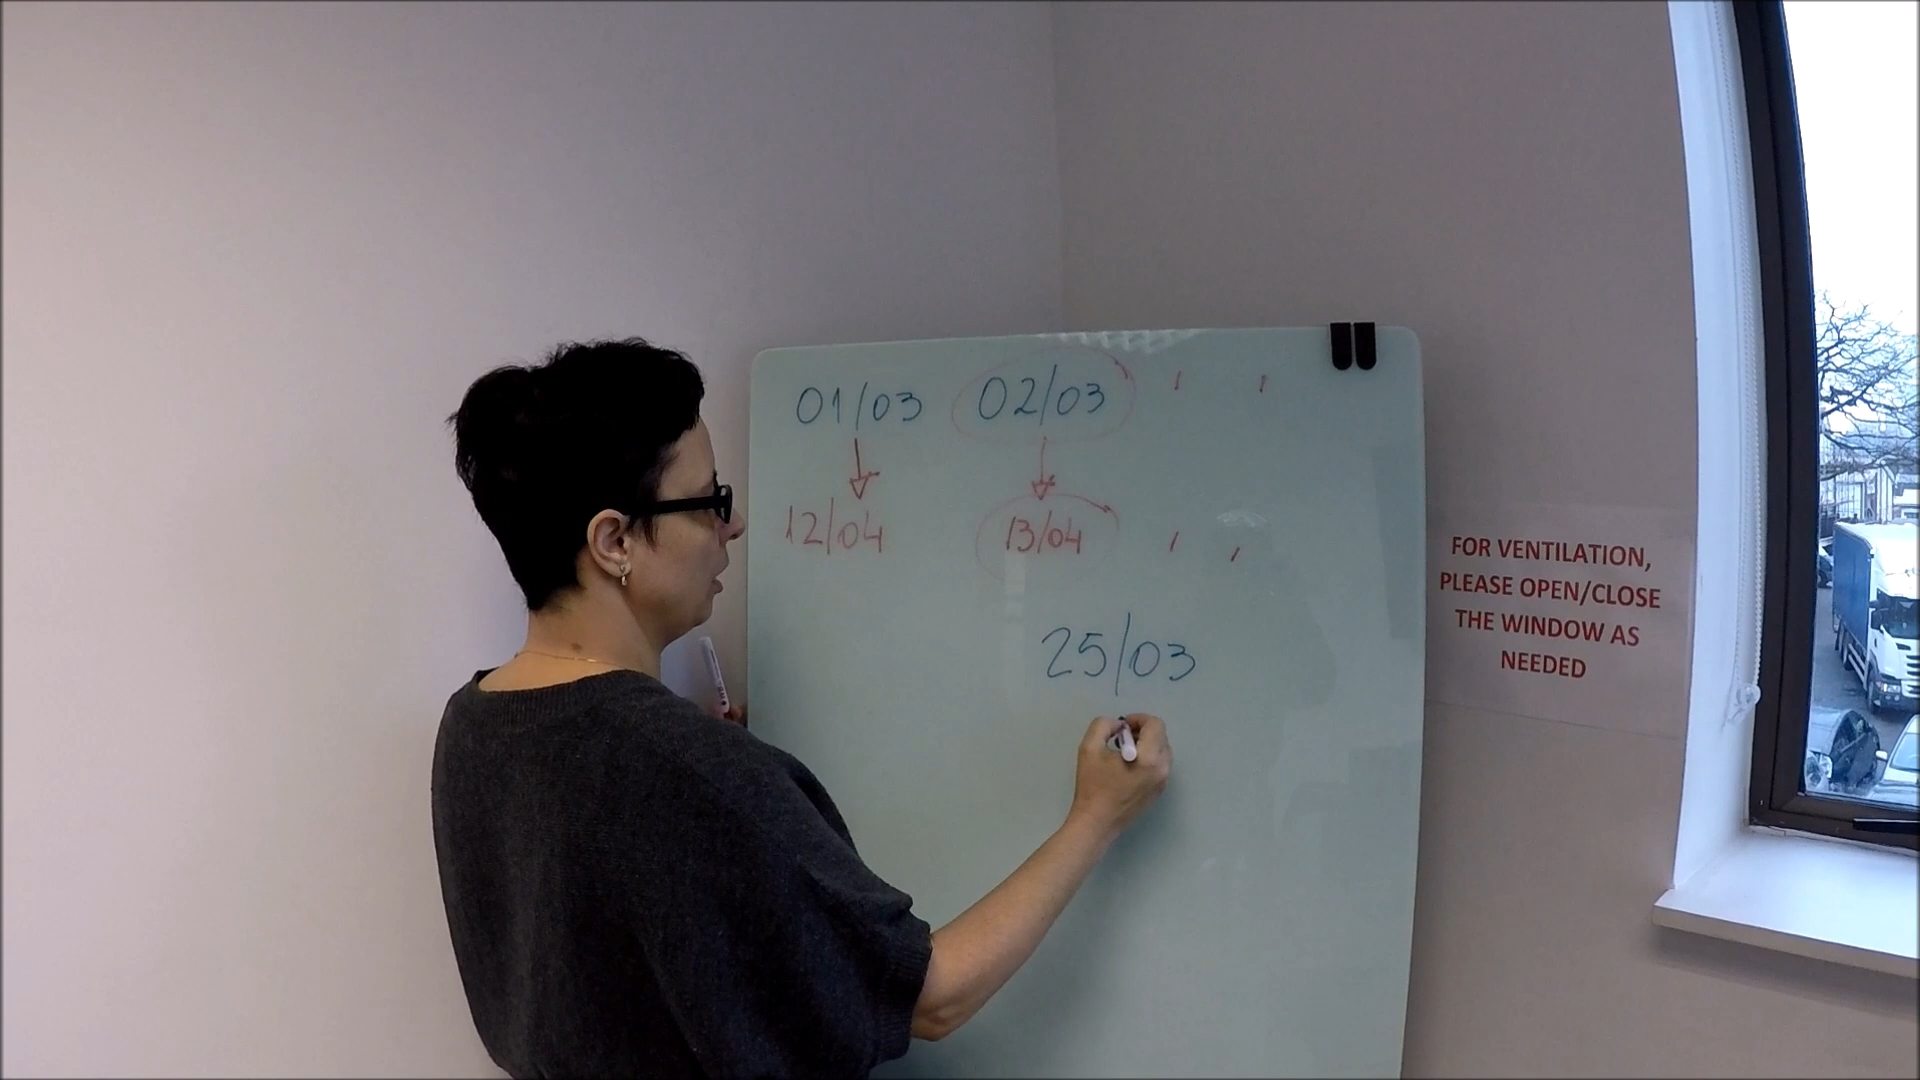 01/03 02/03 , ,
12/04 13/04 , ,
25/03
FOR VENTILATION,
PLEASE OPEN/CLOSE
THE WINDOW AS
NEEDED